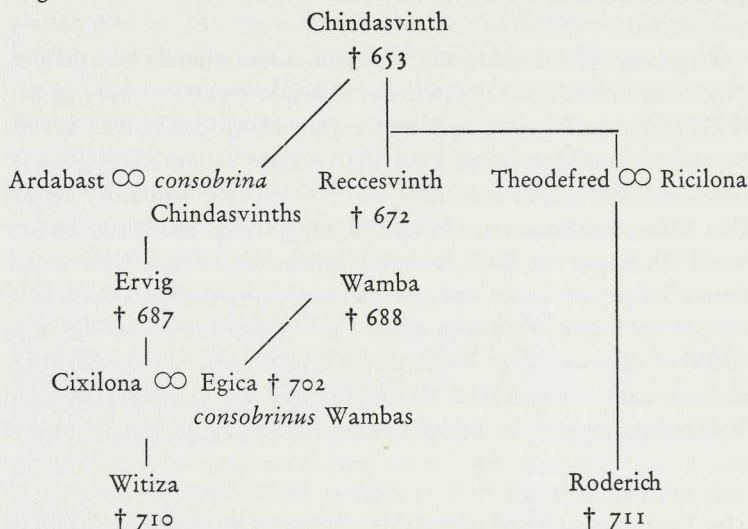 Chindasvinth
† 653
Ardabast ∞ consobrina Reccesvinth Theodefred ∞ Ricilona
Chindasvinths † 672
Ervig Wamba
† 687 † 688
Cixilona ∞ Egica † 702
consobrinus Wambas
Witiza Roderich
† 710 † 711